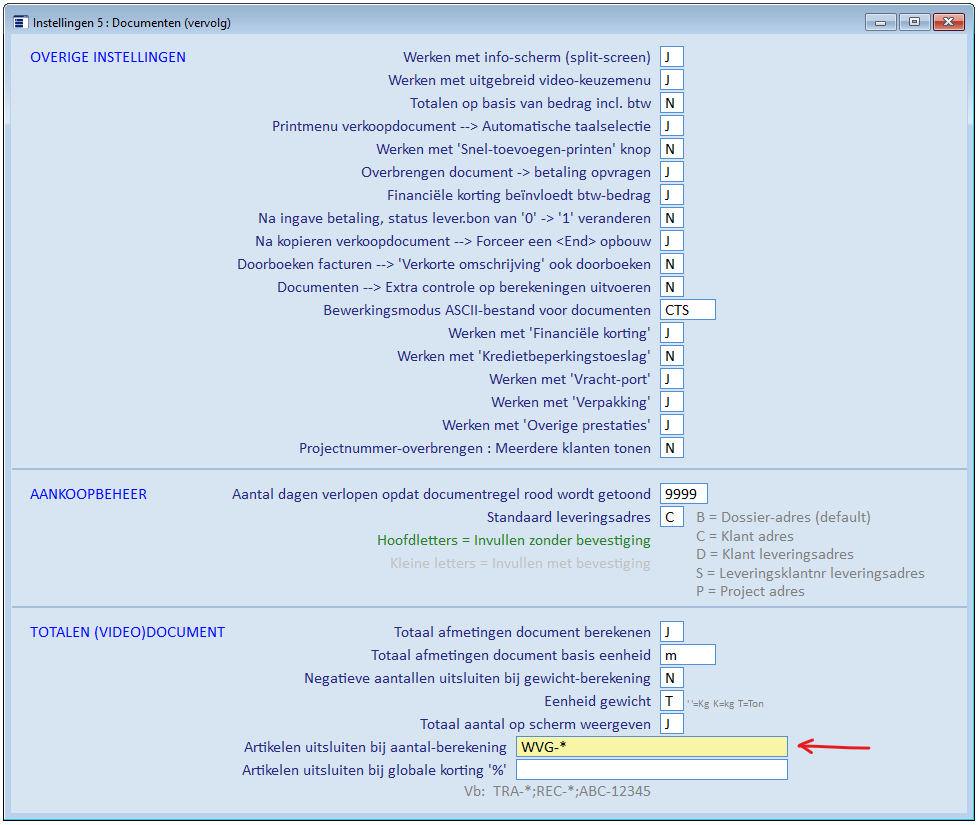 Instellingen 5 : Documenten (vervolg)
OVERIGE INSTELLINGEN
Werken met info-scherm (split-screen) J
Werken met uitgebreid video-keuzemenu J
Totalen op basis van bedrag incl. btw N
Printmenu verkoopdocument --> Automatische taalselectie J
Werken met 'Snel-toevoegen-printen' knop N
Overbrengen document -> betaling opvragen J
Financiële korting beïnvloedt btw-bedrag J
Na ingave betaling, status lever.bon van '0' -> '1' veranderen N
Na kopieren verkoopdocument --> Forceer een <End> opbouw J
Doorboeken facturen --> 'Verkorte omschrijving' ook doorboeken N
Documenten --> Extra controle op berekeningen uitvoeren N
Bewerkingsmodus ASCII-bestand voor documenten CTS
Werken met 'Financiële korting' J
Werken met 'Kredietbeperkingstoeslag' N
Werken met 'Vracht-port' J
Werken met 'Verpakking' J
Werken met 'Overige prestaties' J
Projectnummer-overbrengen : Meerdere klanten tonen N
AANKOOPBEHEER
Aantal dagen verlopen opdat documentregel rood wordt getoond 9999
Standaard leveringsadres C B = Dossier-adres (default)
C = Klant adres
Hoofdletters = Invullen zonder bevestiging
D = Klant leveringsadres
Kleine letters = Invullen met bevestiging
S = Leveringsklantnr leveringsadres
P = Project adres
TOTALEN (VIDEO)DOCUMENT
Totaal afmetingen document berekenen J
Totaal afmetingen document basis eenheid m
Negatieve aantallen uitsluiten bij gewicht-berekening N
Eenheid gewicht T ' '=Kg K=kg T=Ton
Totaal aantal op scherm weergeven J
Artikelen uitsluiten bij aantal-berekening WVG-*
Artikelen uitsluiten bij globale korting '%'
Vb: TRA-*;REC-*;ABC-12345